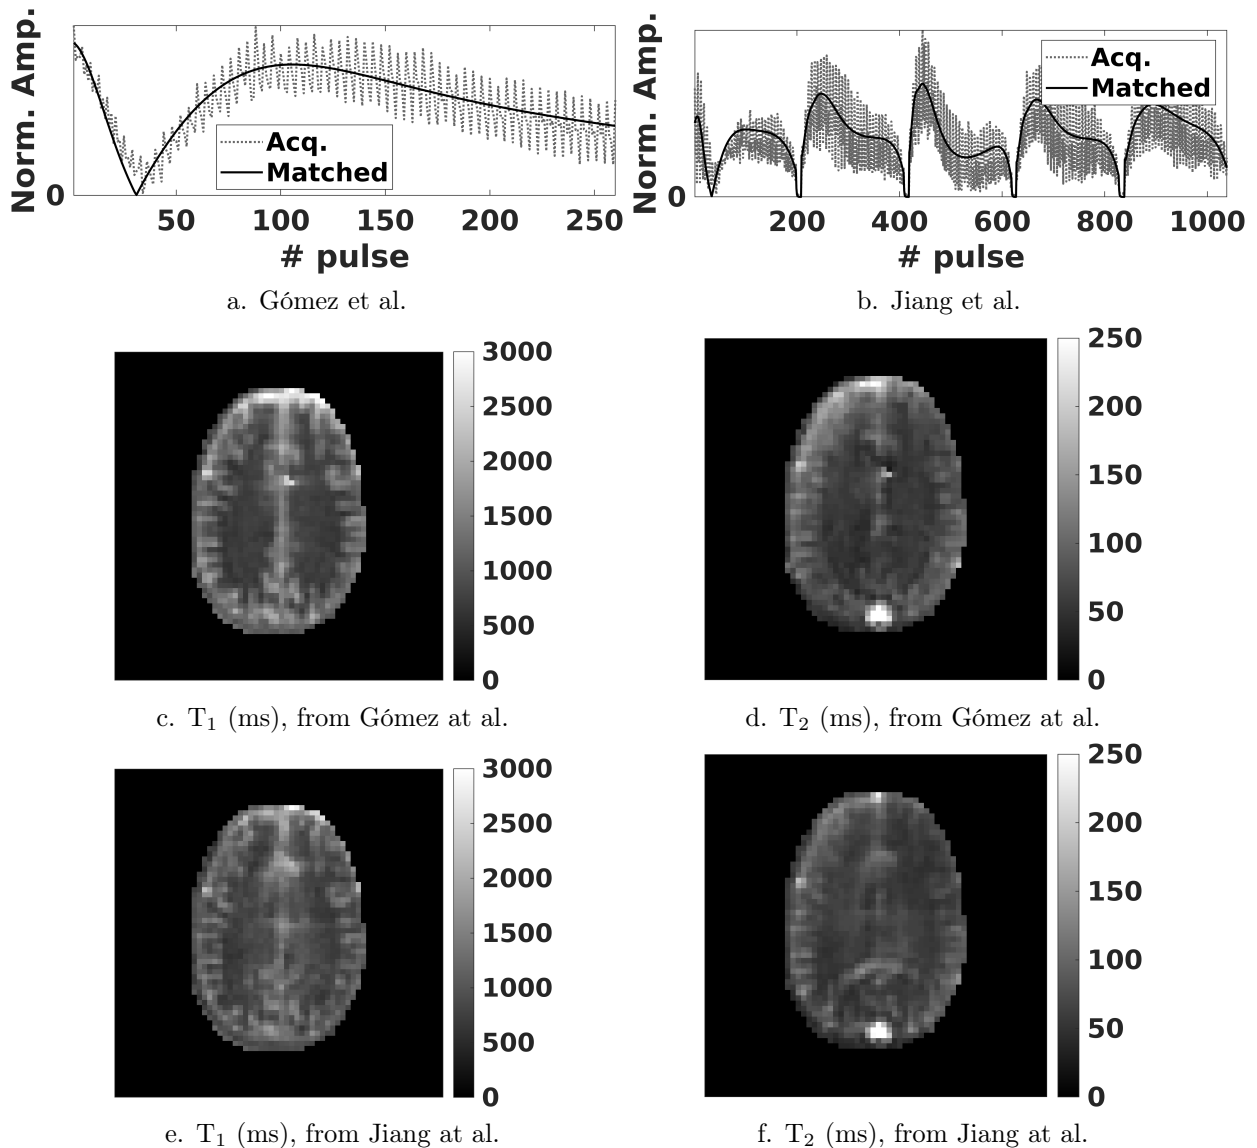 Norm. Amp.
0
Acq.
Matched
50 100 150 200 250
# pulse
a. Gómez et al.
Norm. Amp.
0
Acq.
Matched
200 400 600 800 1000
# pulse
b. Jiang et al.
3000
2500
2000
1500
1000
500
0
c. T₁ (ms), from Gómez at al.
250
200
150
100
50
0
d. T₂ (ms), from Gómez at al.
3000
2500
2000
1500
1000
500
0
e. T₁ (ms), from Jiang at al.
250
200
150
100
50
0
f. T₂ (ms), from Jiang at al.